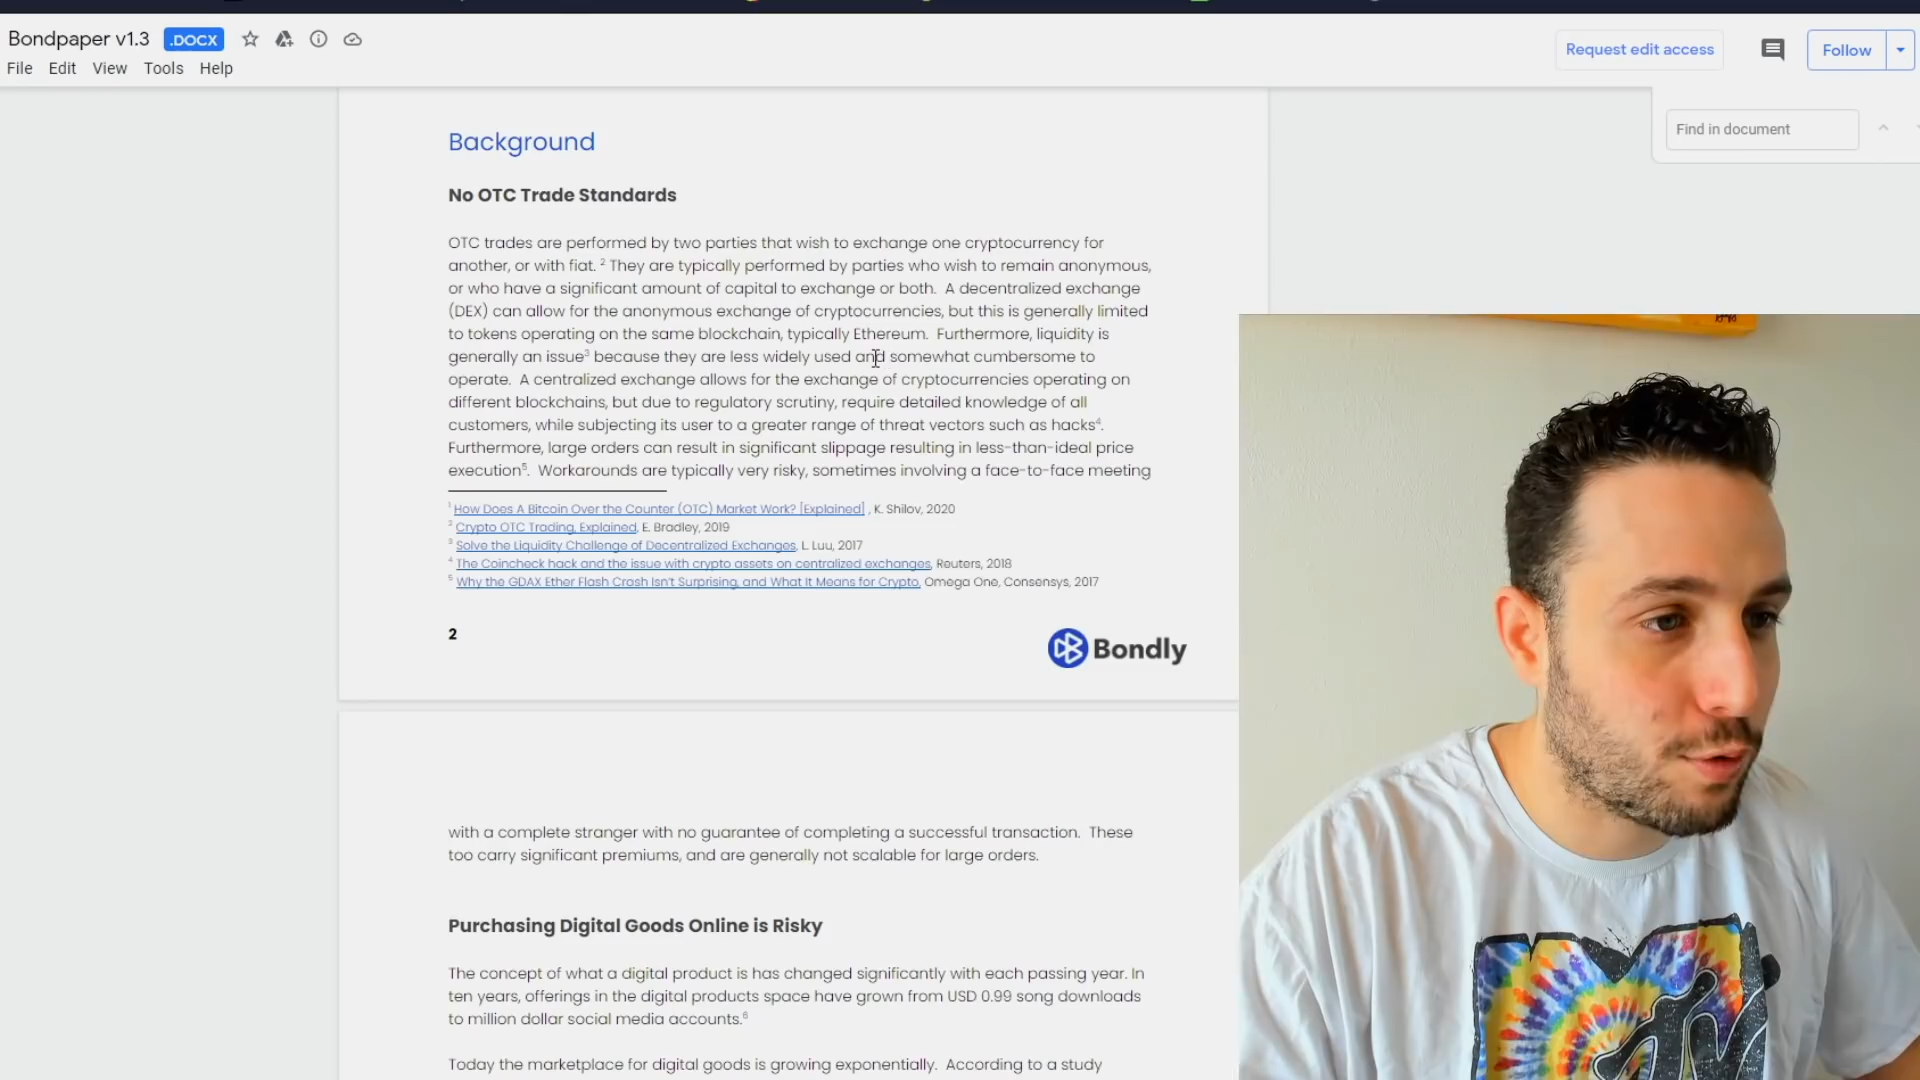 Bondpaper v1.3 .DOCX
Request edit access
Follow
File Edit View Tools Help
Find in document
Background
No OTC Trade Standards
OTC trades are performed by two parties that wish to exchange one cryptocurrency for
another, or with fiat. 2 They are typically performed by parties who wish to remain anonymous,
or who have a significant amount of capital to exchange or both. A decentralized exchange
(DEX) can allow for the anonymous exchange of cryptocurrencies, but this is generally limited
to tokens operating on the same blockchain, typically Ethereum. Furthermore, liquidity is
generally an issue3 because they are less widely used and somewhat cumbersome to
operate. A centralized exchange allows for the exchange of cryptocurrencies operating on
different blockchains, but due to regulatory scrutiny, require detailed knowledge of all
customers, while subjecting its user to a greater range of threat vectors such as hacks4.
Furthermore, large orders can result in significant slippage resulting in less-than-ideal price
execution5. Workarounds are typically very risky, sometimes involving a face-to-face meeting
1 How Does A Bitcoin Over the Counter (OTC) Market Work? [Explained] , K. Shilov, 2020
2 Crypto OTC Trading, Explained, E. Bradley, 2019
3 Solve the Liquidity Challenge of Decentralized Exchanges, L. Luu, 2017
4 The Coincheck hack and the issue with crypto assets on centralized exchanges, Reuters, 2018
5 Why the GDAX Ether Flash Crash Isn't Surprising, and What It Means for Crypto, Omega One, Consensys, 2017
2
Bondly
with a complete stranger with no guarantee of completing a successful transaction. These
too carry significant premiums, and are generally not scalable for large orders.
Purchasing Digital Goods Online is Risky
The concept of what a digital product is has changed significantly with each passing year. In
ten years, offerings in the digital products space have grown from USD 0.99 song downloads
to million dollar social media accounts.6
Today the marketplace for digital goods is growing exponentially. According to a study